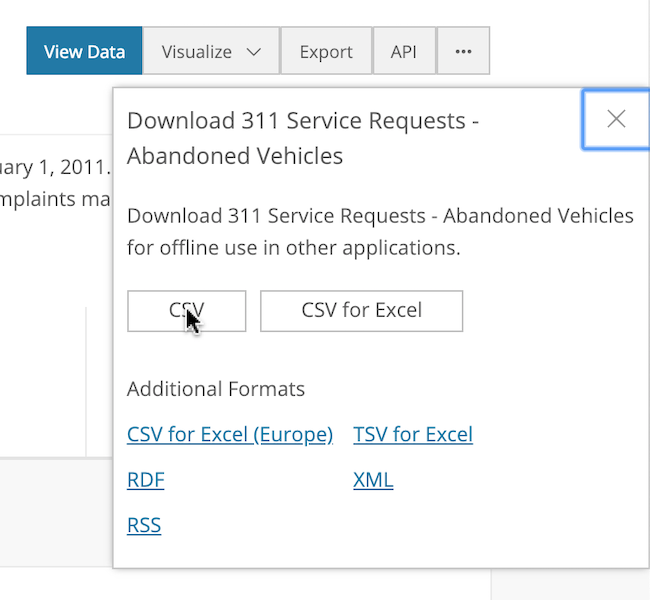 View Data Visualize Export API ...
Download 311 Service Requests -
Abandoned Vehicles
uary 1, 2011.
mplaints ma
Download 311 Service Requests - Abandoned Vehicles
for offline use in other applications.
CSV CSV for Excel
Additional Formats
CSV for Excel (Europe) TSV for Excel
RDF XML
RSS